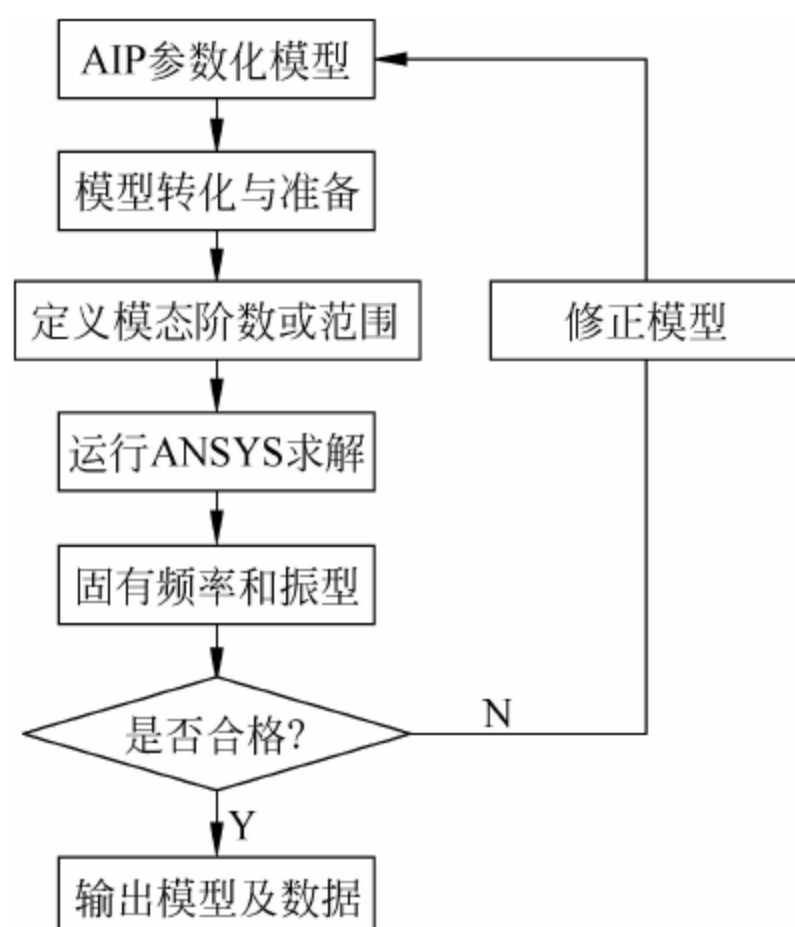 AIP参数化模型
模型转化与准备
定义模态阶数或范围
修正模型
运行ANSYS求解
固有频率和振型
是否合格?
N
Y
输出模型及数据